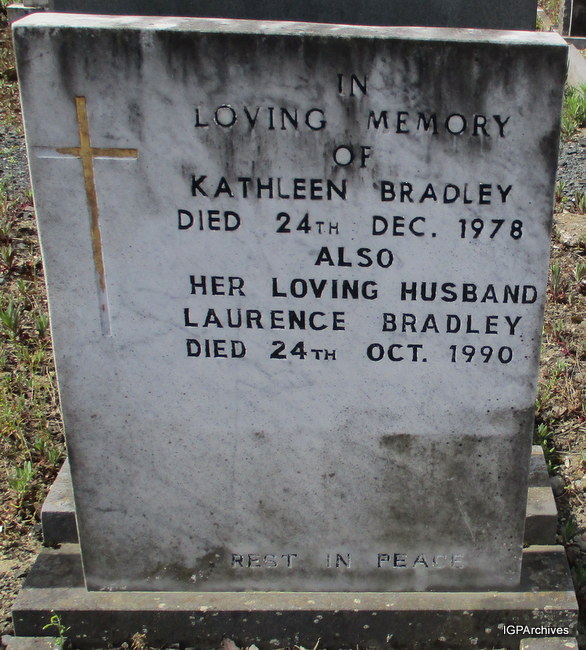 IN
LOVING MEMORY
OF
KATHLEEN BRADLEY
DIED 24TH DEC. 1978
ALSO
HER LOVING HUSBAND
LAURENCE BRADLEY
DIED 24TH OCT. 1990
REST IN PEACE
IGPArchives